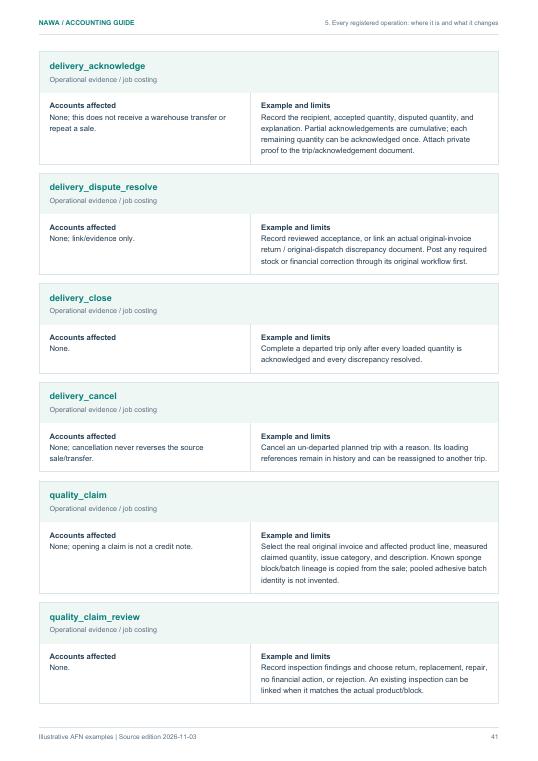 NAWA / ACCOUNTING GUIDE
5. Every registered operation: where it is and what it changes
delivery_acknowledge
Operational evidence / job costing
Accounts affected
None; this does not receive a warehouse transfer or
repeat a sale.
Example and limits
Record the recipient, accepted quantity, disputed quantity, and
explanation. Partial acknowledgements are cumulative; each
remaining quantity can be acknowledged once. Attach private
proof to the trip/acknowledgement document.
delivery_dispute_resolve
Operational evidence / job costing
Accounts affected
None; link/evidence only.
Example and limits
Record reviewed acceptance, or link an actual original-invoice
return / original-dispatch discrepancy document. Post any required
stock or financial correction through its original workflow first.
delivery_close
Operational evidence / job costing
Accounts affected
None.
Example and limits
Complete a departed trip only after every loaded quantity is
acknowledged and every discrepancy resolved.
delivery_cancel
Operational evidence / job costing
Accounts affected
None; cancellation never reverses the source
sale/transfer.
Example and limits
Cancel an un-departed planned trip with a reason. Its loading
references remain in history and can be reassigned to another trip.
quality_claim
Operational evidence / job costing
Accounts affected
None; opening a claim is not a credit note.
Example and limits
Select the real original invoice and affected product line, measured
claimed quantity, issue category, and description. Known sponge
block/batch lineage is copied from the sale; pooled adhesive batch
identity is not invented.
quality_claim_review
Operational evidence / job costing
Accounts affected
None.
Example and limits
Record inspection findings and choose return, replacement, repair,
no financial action, or rejection. An existing inspection can be
linked when it matches the actual product/block.
Illustrative AFN examples | Source edition 2026-11-03
41